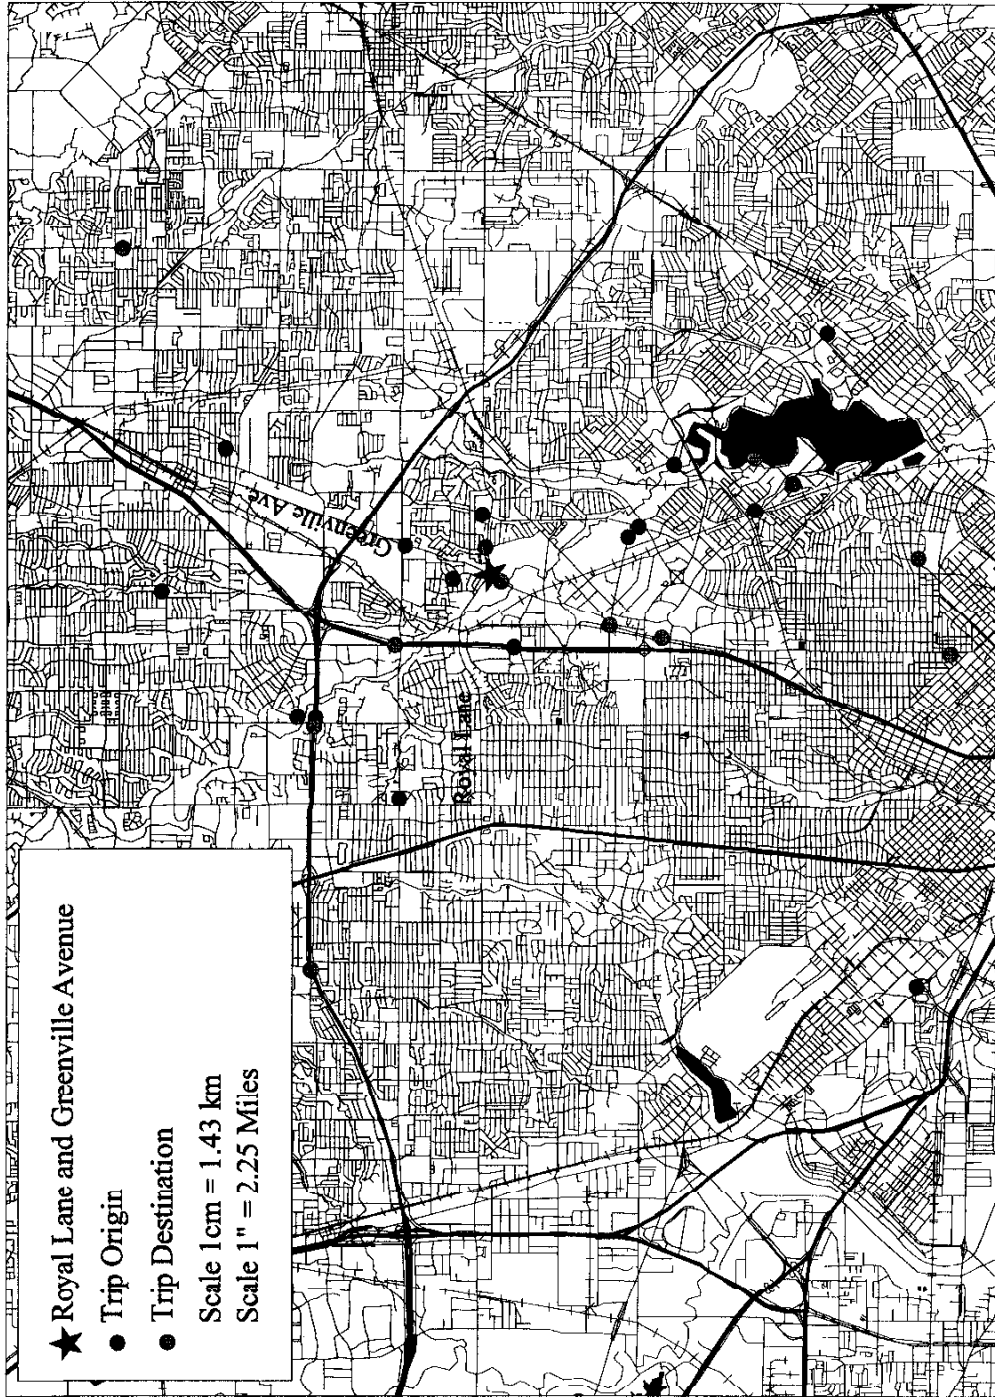 Royal Lane and Greenville Avenue
Trip Origin
Trip Destination
Scale 1cm = 1.43 km
Scale 1" = 2.25 Miles
Greenville Ave.
Royal Lane